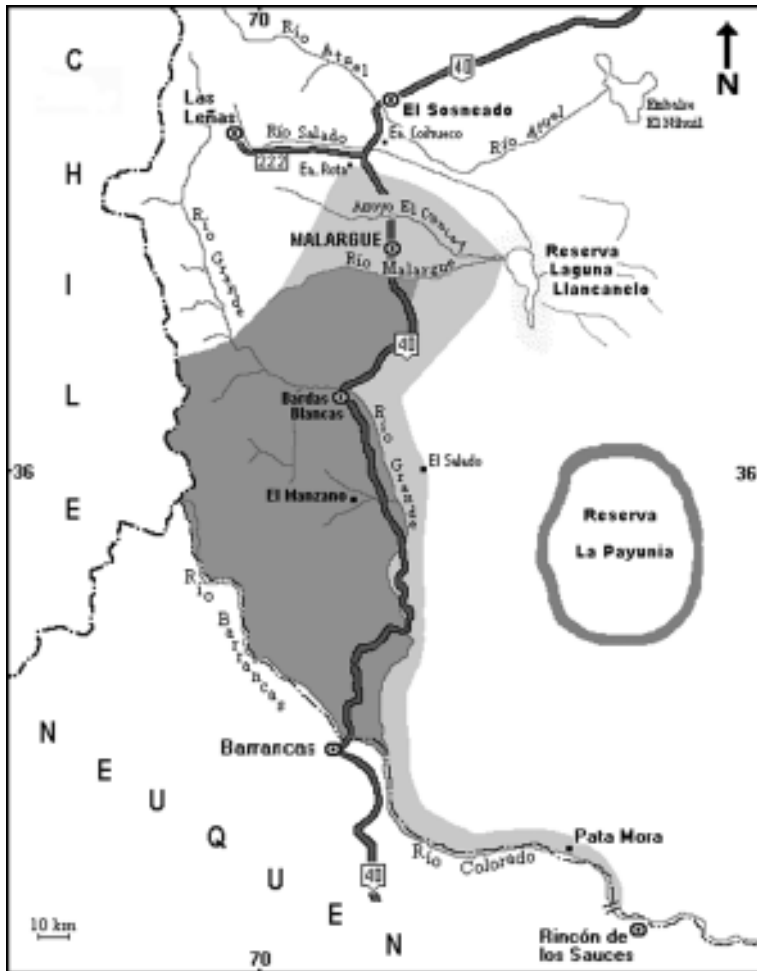 70
C
H
I
L
E
Río Atuel
40
N
El Sosneado
Las
Leñas
Río Salado
Ea. Coihueco
222
Ea. Rota
Río Atuel
Embalse
El Nihuil
Arroyo El
MALARGUE
Río Malargue
Río Grande
Reserva
Laguna
Llancanelo
40
Bardas
Blancas
Río Grande
36
El Salado
36
El Manzano
Reserva
La Payunia
Río Barrancas
N
E
U
Q
U
E
N
Barrancas
Pata Mora
Río Colorado
40
10 km
70
Rincón de
los Sauces